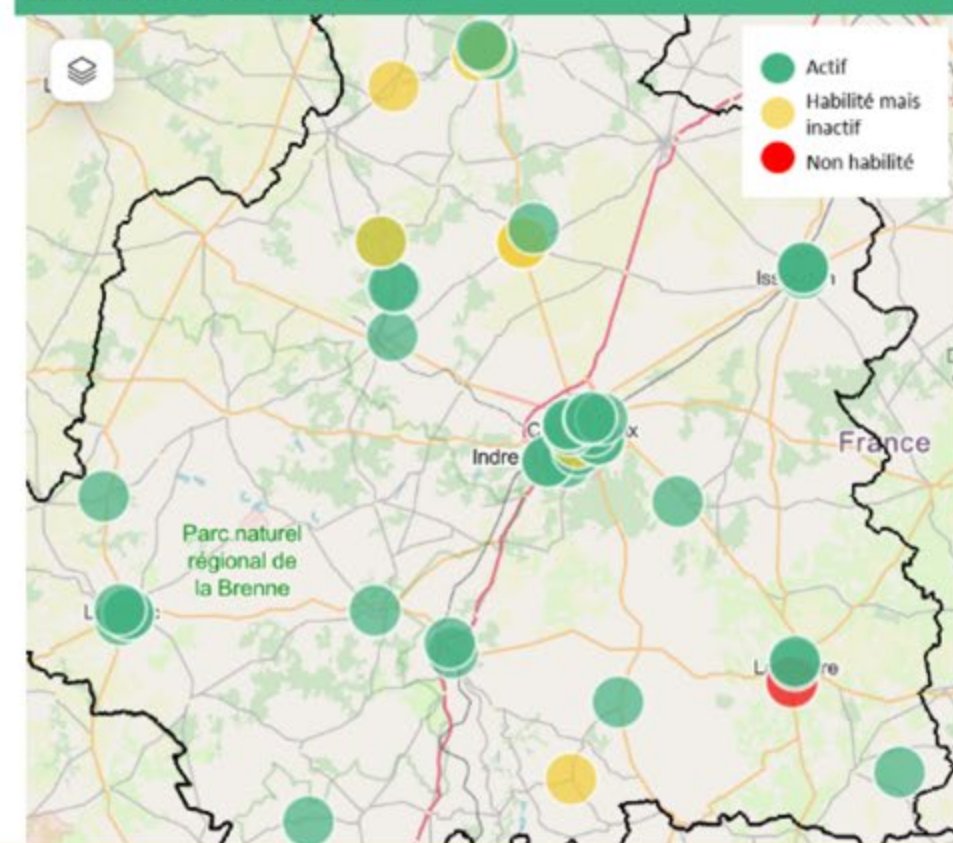 Actif
Habilité mais
inactif
Non habilité
Indre
France
Parc naturel
régional de
la Brenne